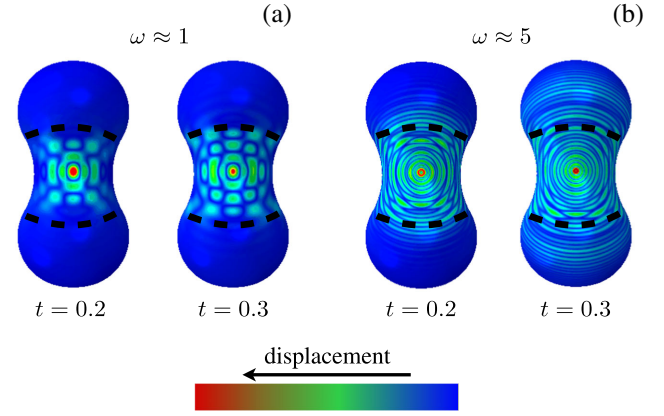 (a)
ω ≈ 1
(b)
ω ≈ 5
t = 0.2
t = 0.3
t = 0.2
t = 0.3
displacement